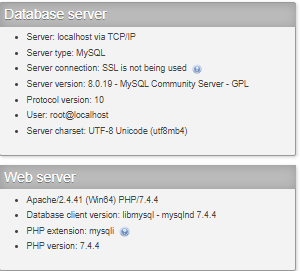 Database server
Server: localhost via TCP/IP
Server type: MySQL
Server connection: SSL is not being used
Server version: 8.0.19 - MySQL Community Server - GPL
Protocol version: 10
User: root@localhost
Server charset: UTF-8 Unicode (utf8mb4)
Web server
Apache/2.4.41 (Win64) PHP/7.4.4
Database client version: libmysql - mysqlnd 7.4.4
PHP extension: mysqli
PHP version: 7.4.4